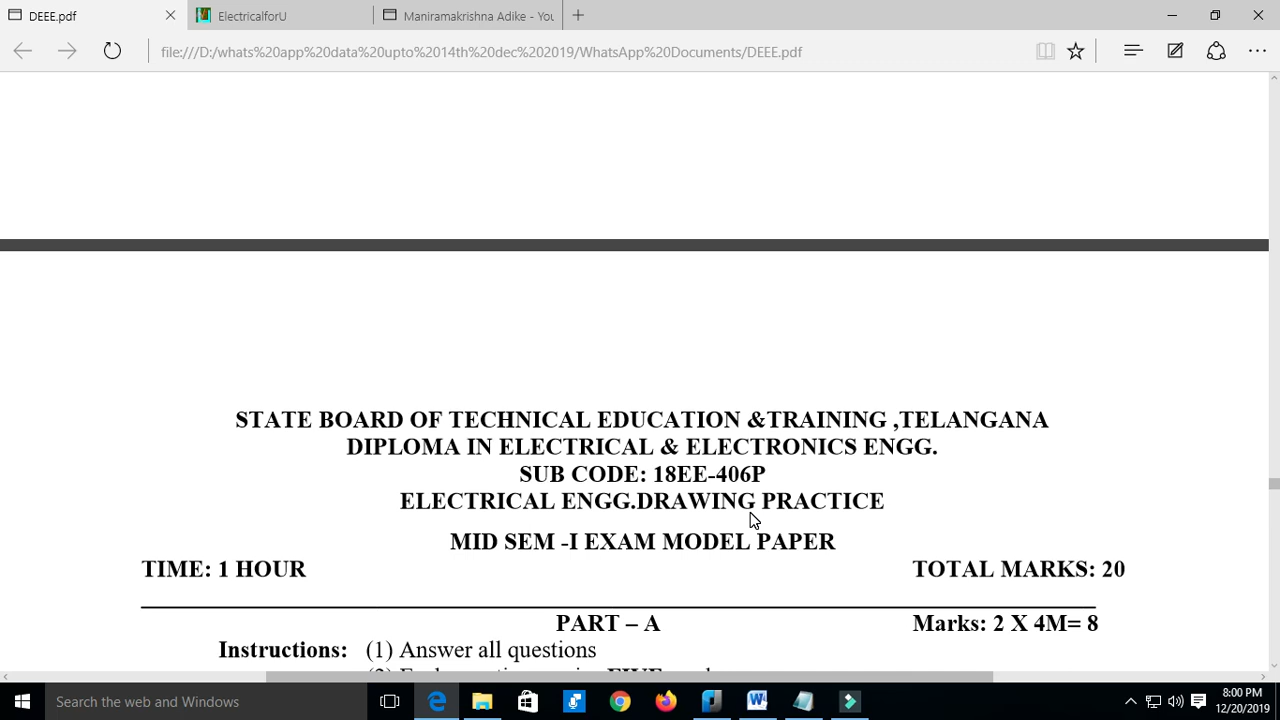 DEEE.pdf
ElectricalforU
Maniramakrishna Adike - You
file:///D:/whats%20app%20data%20upto%2014th%20dec%202019/WhatsApp%20Documents/DEEE.pdf
STATE BOARD OF TECHNICAL EDUCATION &TRAINING ,TELANGANA
DIPLOMA IN ELECTRICAL & ELECTRONICS ENGG.
SUB CODE: 18EE-406P
ELECTRICAL ENGG.DRAWING PRACTICE
MID SEM -I EXAM MODEL PAPER
TIME: 1 HOUR TOTAL MARKS: 20
PART – A Marks: 2 X 4M= 8
Instructions: (1) Answer all questions
Search the web and Windows
8:00 PM
12/20/2019